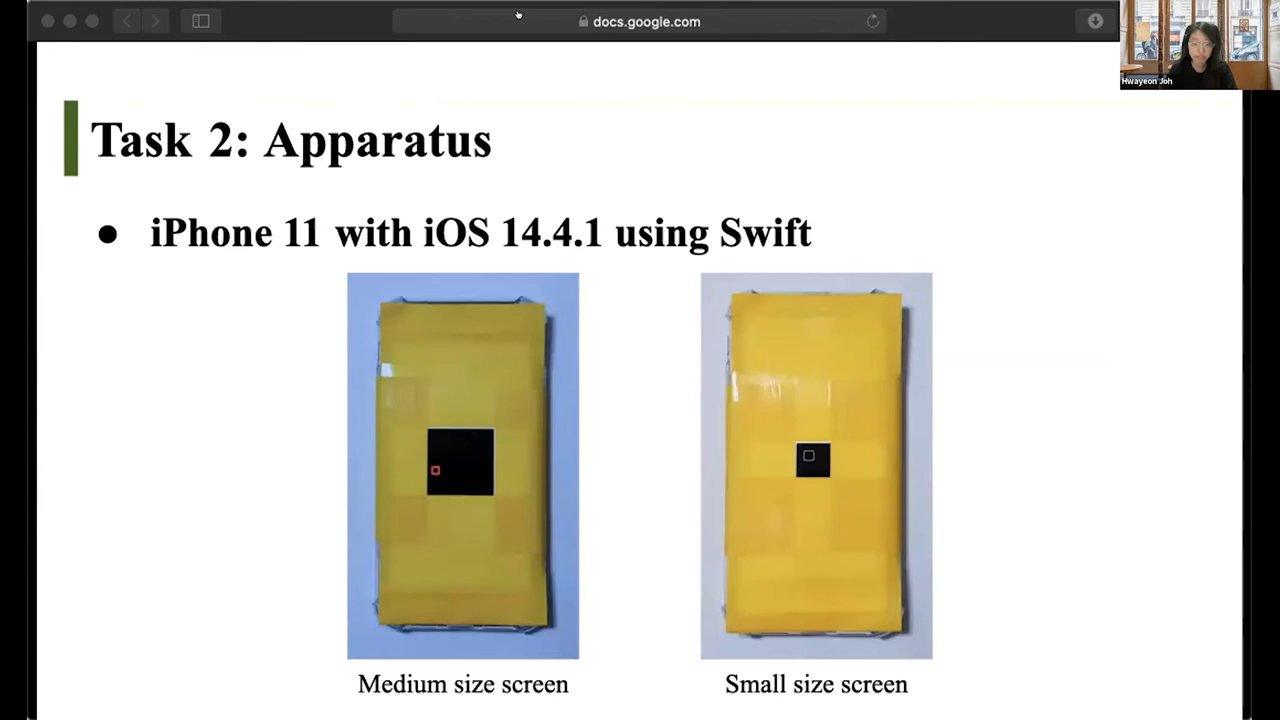 docs.google.com
Hwayeon Joh
Task 2: Apparatus
● iPhone 11 with iOS 14.4.1 using Swift
Medium size screen
Small size screen